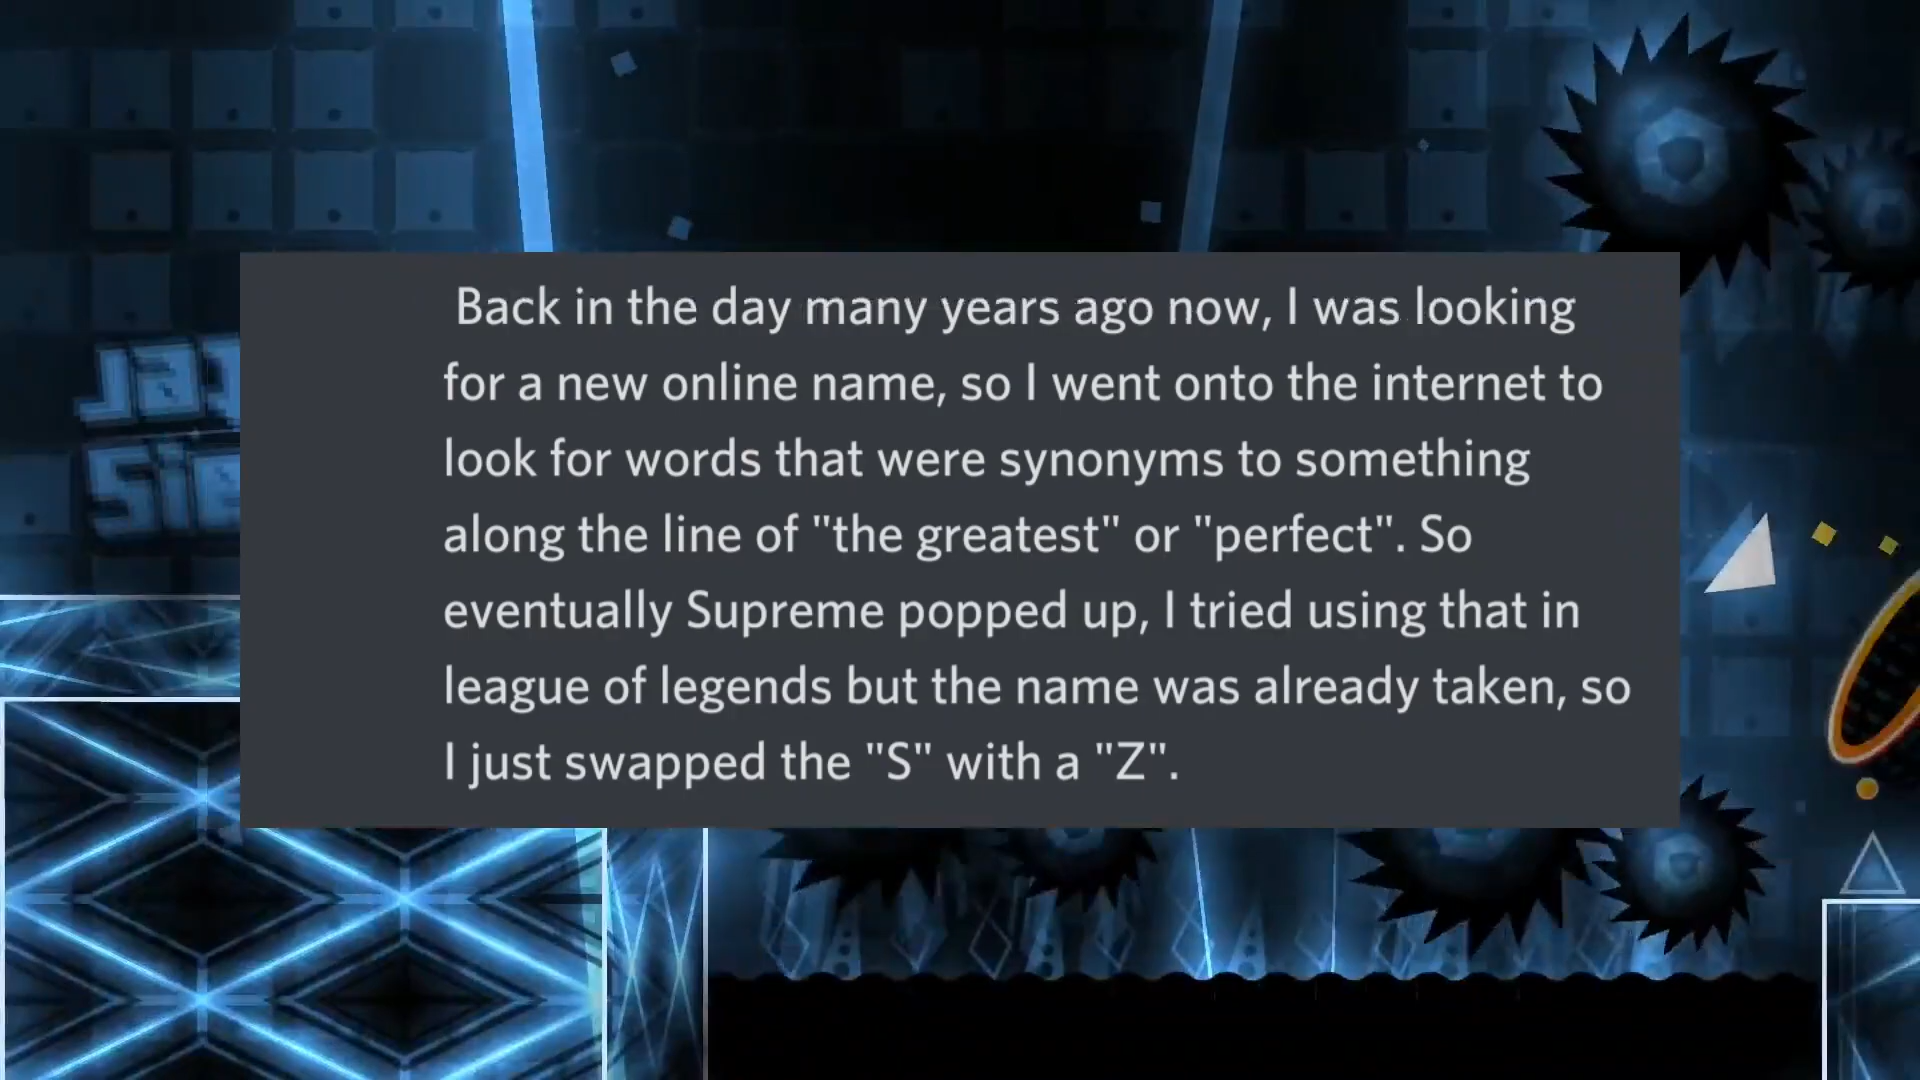 Back in the day many years ago now, I was looking
for a new online name, so I went onto the internet to
look for words that were synonyms to something
along the line of "the greatest" or "perfect". So
eventually Supreme popped up, I tried using that in
league of legends but the name was already taken, so
I just swapped the "S" with a "Z".